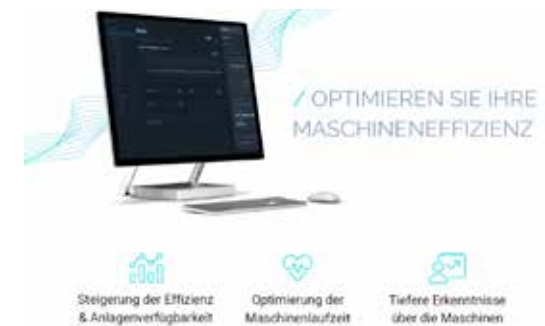 / OPTIMIEREN SIE IHRE
MASCHINENEFFIZIENZ
Steigerung der Effizienz
& Anlagenverfügbarkeit
Optimierung der
Maschinenlaufzeit
Tiefere Erkenntnisse
über die Maschinen